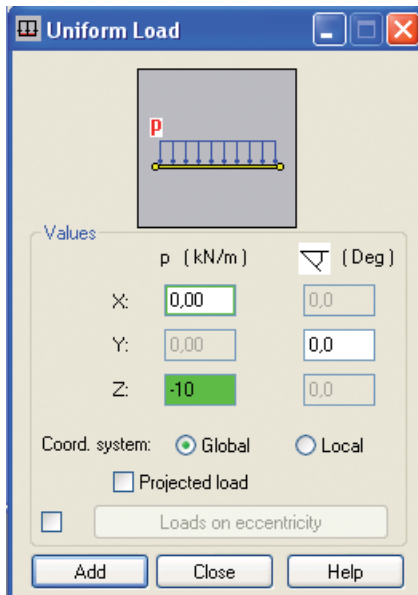 Uniform Load
p
Values
p (kN/m) (Deg)
X: 0,00 0,0
Y: 0,00 0,0
Z: -10 0,0
Coord. system: Global Local
Projected load
Loads on eccentricity
Add Close Help